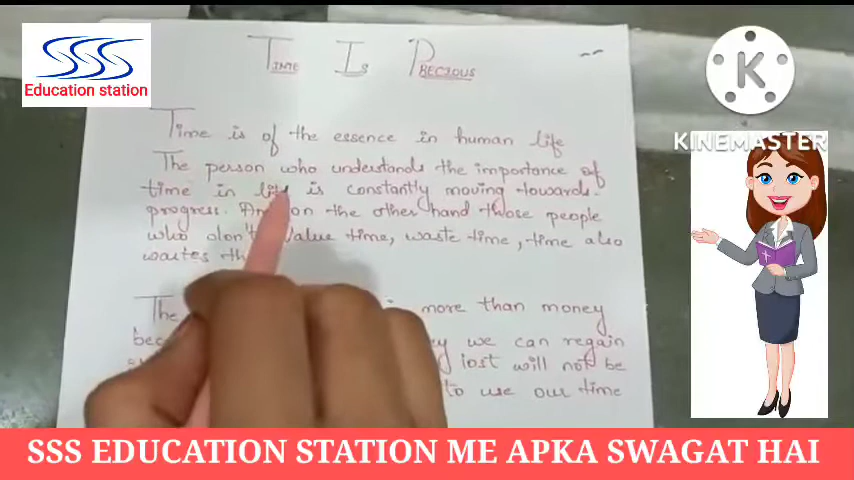 SSS
Education station
K
KINEMASTER
TIME IS PRECIOUS
Time is of the essence in human life
The person who understands the importance of
time in life is constantly moving towards
progress. And on the other hand those people
who don't value time, waste time, time also
wastes
The more than money
we can regain
lost will not be
to use our time
SSS EDUCATION STATION ME APKA SWAGAT HAI